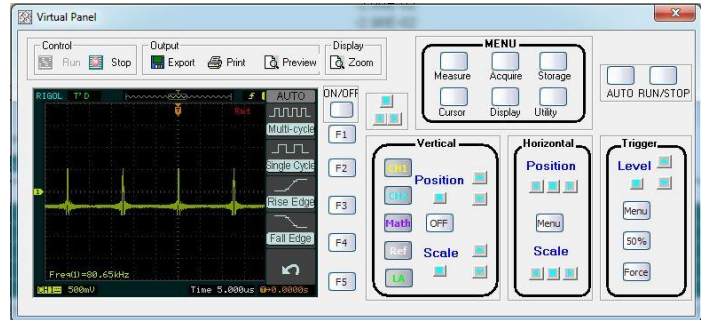 Virtual Panel
Control
Run Stop
Output
Export Print Preview
Display
Zoom
MENU
Measure Acquire Storage
Cursor Display Utility
AUTO RUN/STOP
RIGOL T'D
Rmt
AUTO
Multi-cycle
Single Cycle
Rise Edge
Fall Edge
Freq(1)=80.65kHz
CH1 500mV Time 5.000us 0.0000s
ON/OFF
F1
F2
F3
F4
F5
Vertical
CH1
CH2
Math
Ref
LA
Position
OFF
Scale
Horizontal
Position
Menu
Scale
Trigger
Level
Menu
50%
Force